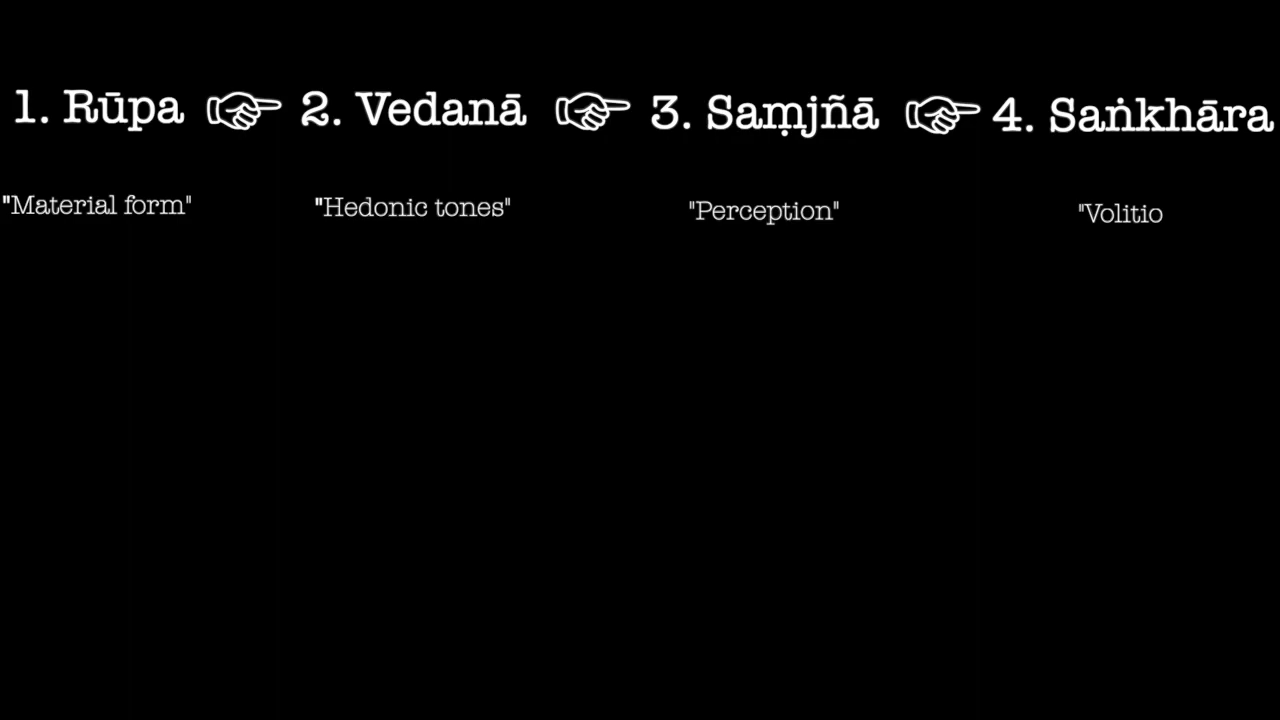 1. Rūpa 2. Vedanā 3. Saṃjñā 4. Saṅkhāra
"Material form" "Hedonic tones" "Perception" "Volitio